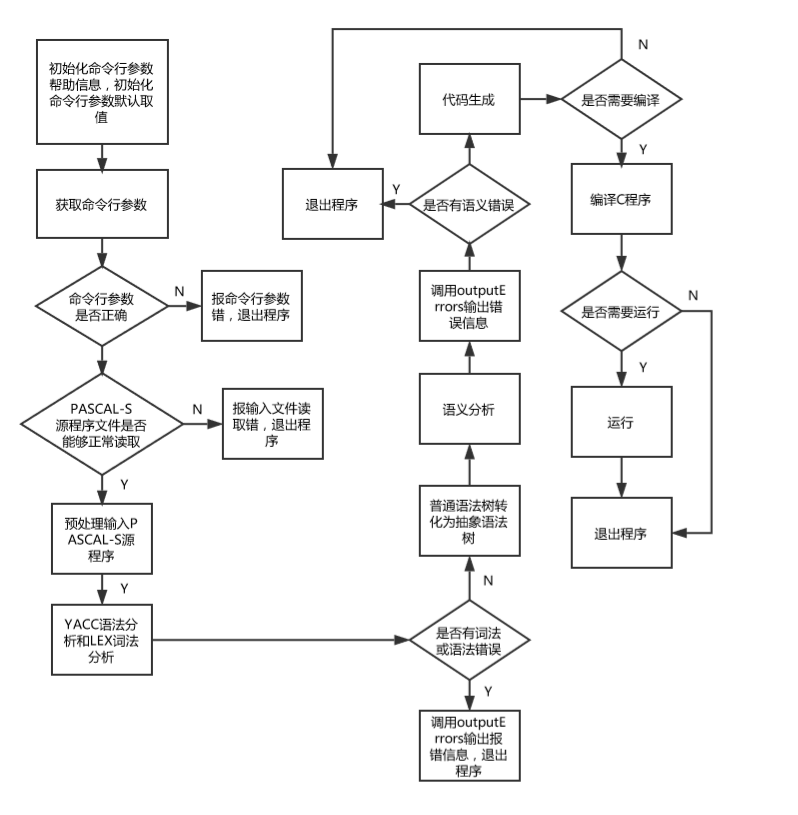 初始化命令行参数
帮助信息，初始化
命令行参数默认取
值
获取命令行参数
命令行参数
是否正确
N
报命令行参数
错，退出程序
PASCAL-S
源程序文件是否
能够正常读取
N
报输入文件读
取错，退出程
序
Y
预处理输入P
ASCAL-S源
程序
Y
YACC语法分
析和LEX词法
分析
是否有词法
或语法错误
Y
调用outputE
rrors输出报
错信息，退出
程序
N
普通语法树转
化为抽象语法
树
语义分析
调用outputE
rrors输出错
误信息
是否有语义错误
Y
退出程序
代码生成
是否需要编译
N
Y
编译C程序
是否需要运行
N
Y
运行
退出程序